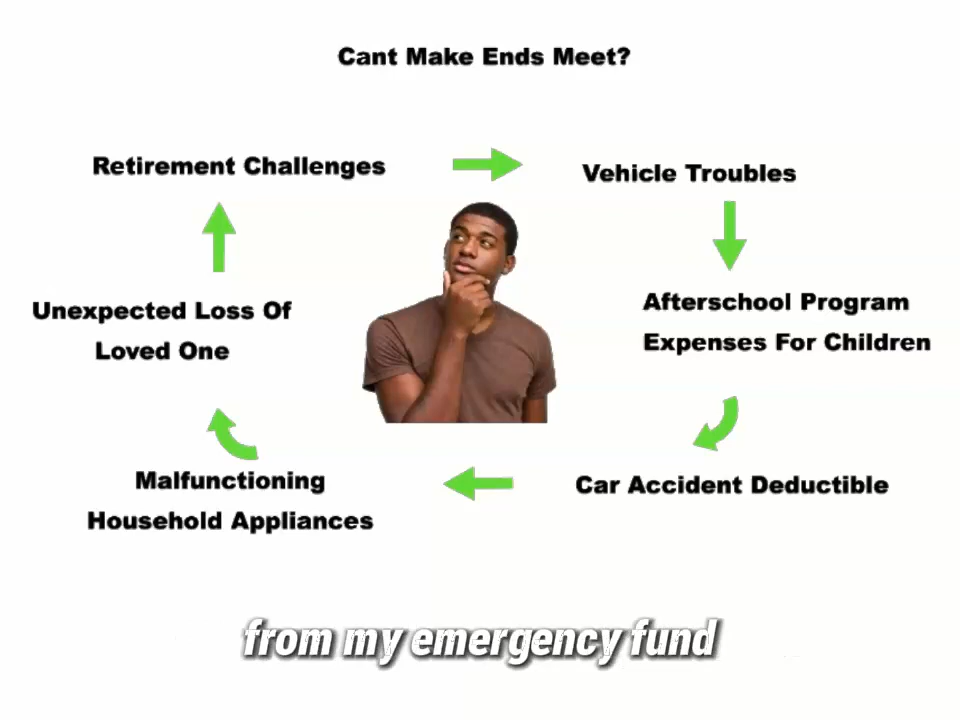 Cant Make Ends Meet?
Retirement Challenges
Vehicle Troubles
Unexpected Loss Of
Loved One
Afterschool Program
Expenses For Children
Malfunctioning
Household Appliances
Car Accident Deductible
from my emergency fund